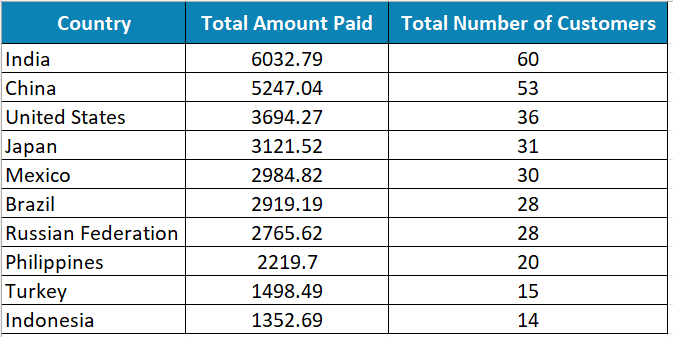 Country Total Amount Paid Total Number of Customers
India 6032.79 60
China 5247.04 53
United States 3694.27 36
Japan 3121.52 31
Mexico 2984.82 30
Brazil 2919.19 28
Russian Federation 2765.62 28
Philippines 2219.7 20
Turkey 1498.49 15
Indonesia 1352.69 14